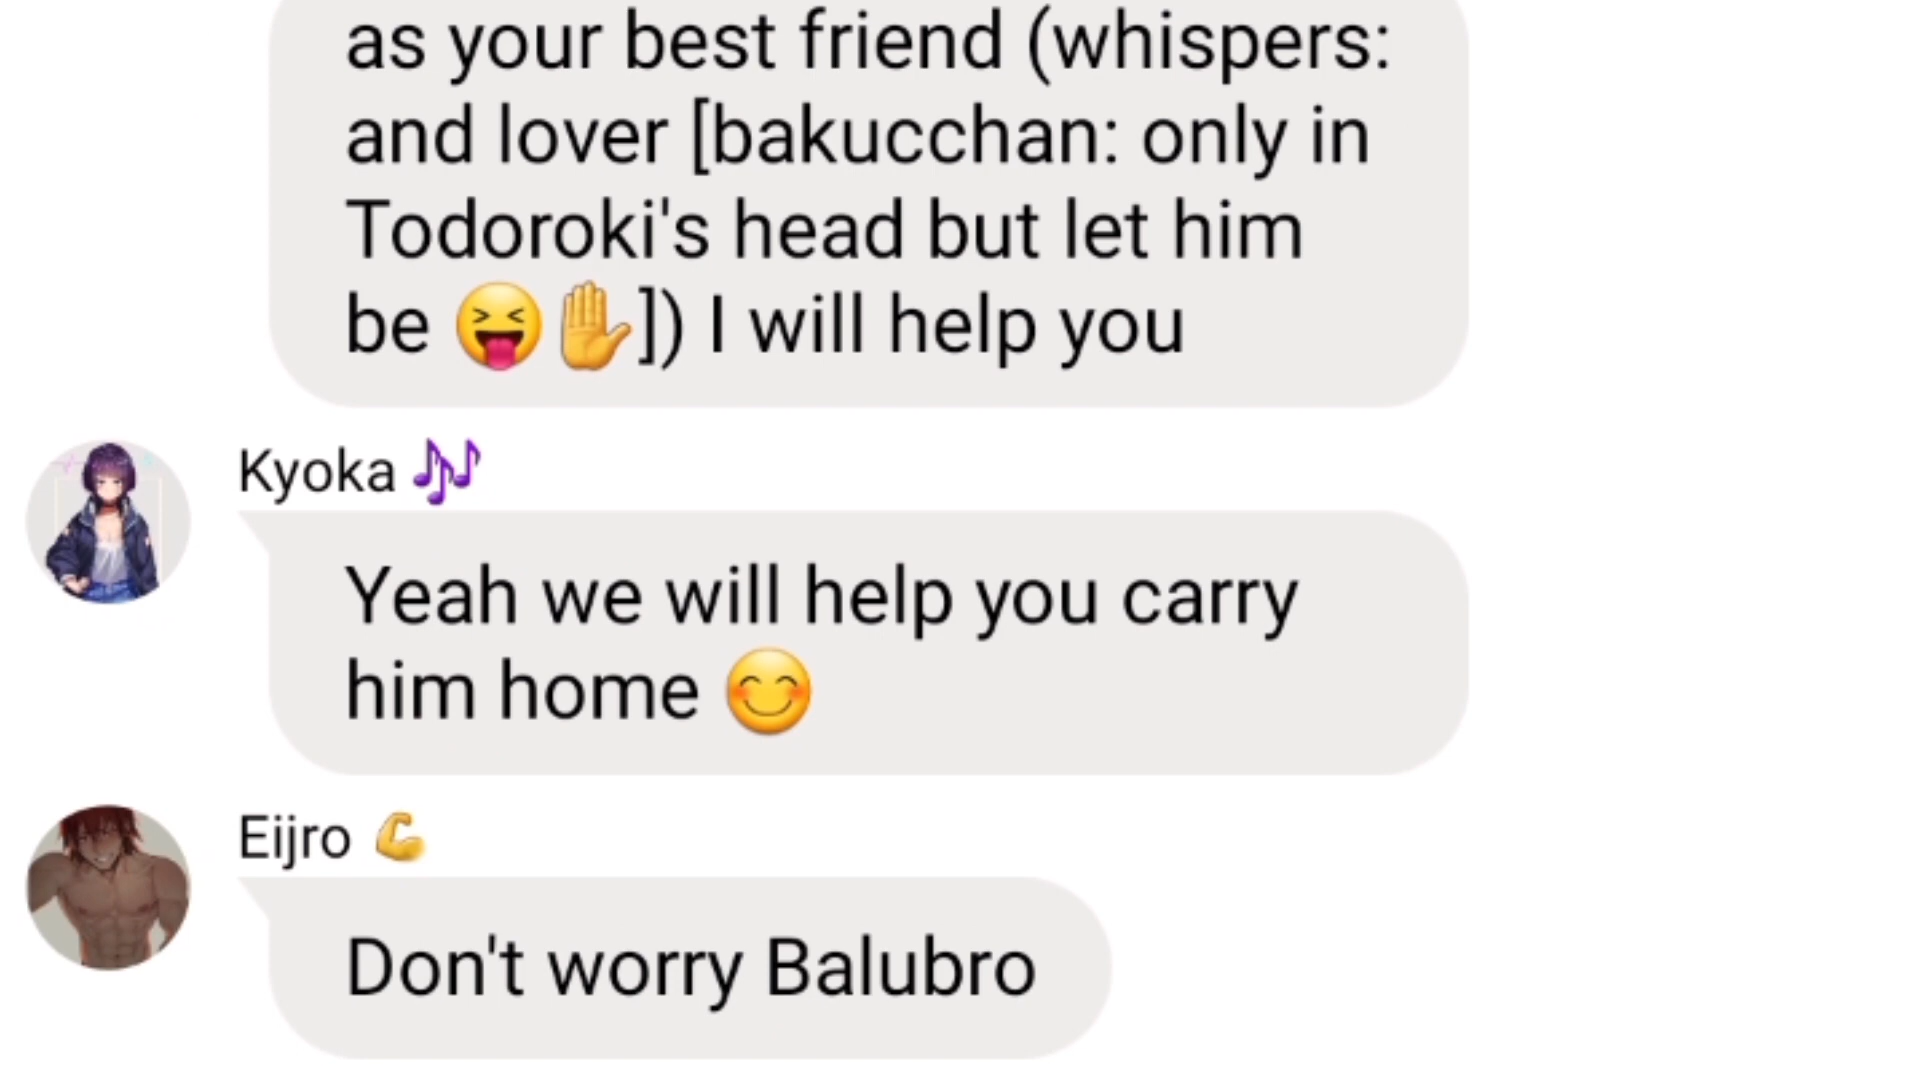 as your best friend (whispers:
and lover [bakucchan: only in
Todoroki's head but let him
be 😝✋]) I will help you
Kyoka 🎶
Yeah we will help you carry
him home 😊
Eijro 💪
Don't worry Balubro